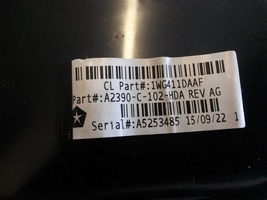 CL Part#:1WG411DAAF
Part#:A2390-C-102-HDA REV AG
Serial#:A5253485 15/09/22 1